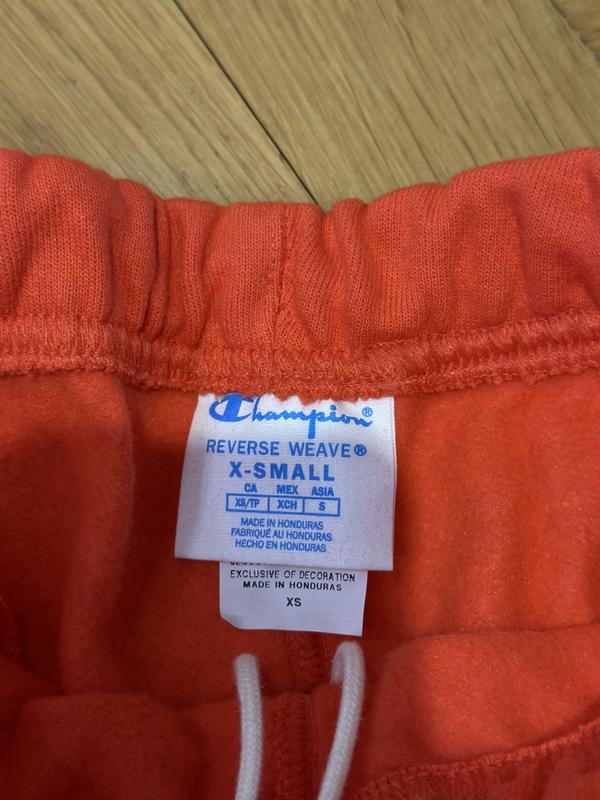 Champion®
REVERSE WEAVE®
X-SMALL
CA MEX ASIA
XS/TP XCH S
MADE IN HONDURAS
FABRIQUÉ AU HONDURAS
HECHO EN HONDURAS
EXCLUSIVE OF DECORATION
MADE IN HONDURAS
XS